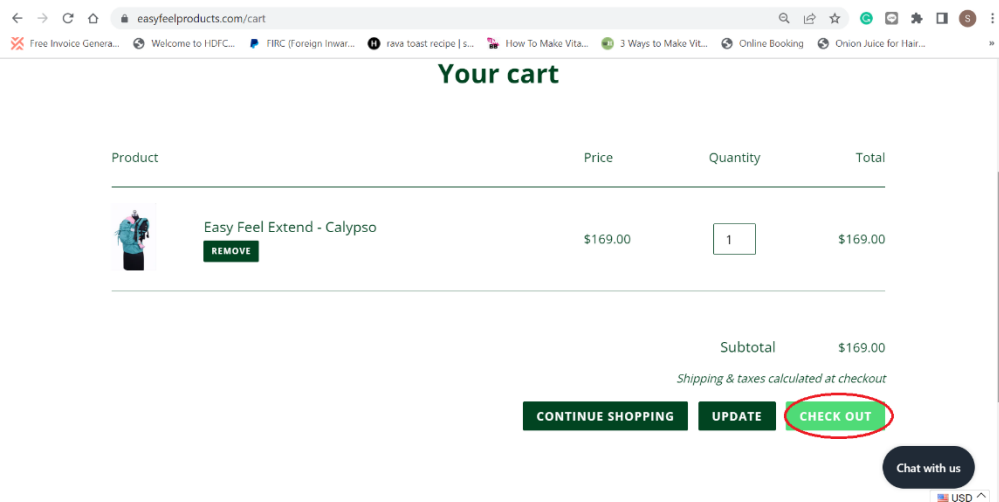 easyfeelproducts.com/cart
S
Free Invoice Genera...
Welcome to HDFC...
FIRC (Foreign Inwar...
rava toast recipe | s...
How To Make Vita...
3 Ways to Make Vit...
Online Booking
Onion Juice for Hair...
»
Your cart
Product Price Quantity Total
Easy Feel Extend - Calypso
REMOVE
$169.00 1 $169.00
Subtotal $169.00
Shipping & taxes calculated at checkout
CONTINUE SHOPPING UPDATE CHECK OUT
Chat with us
USD